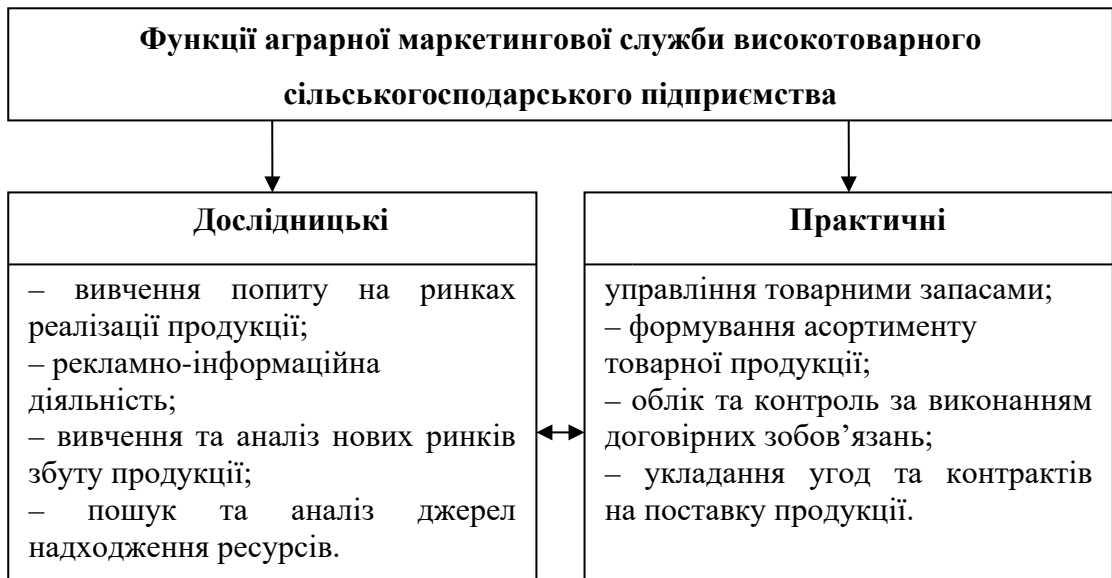 Функції аграрної маркетингової служби високотоварного
сільськогосподарського підприємства
Дослідницькі
– вивчення попиту на ринках
реалізації продукції;
– рекламно-інформаційна
діяльність;
– вивчення та аналіз нових ринків
збуту продукції;
– пошук та аналіз джерел
надходження ресурсів.
Практичні
управління товарними запасами;
– формування асортименту
товарної продукції;
– облік та контроль за виконанням
договірних зобов’язань;
– укладання угод та контрактів
на поставку продукції.